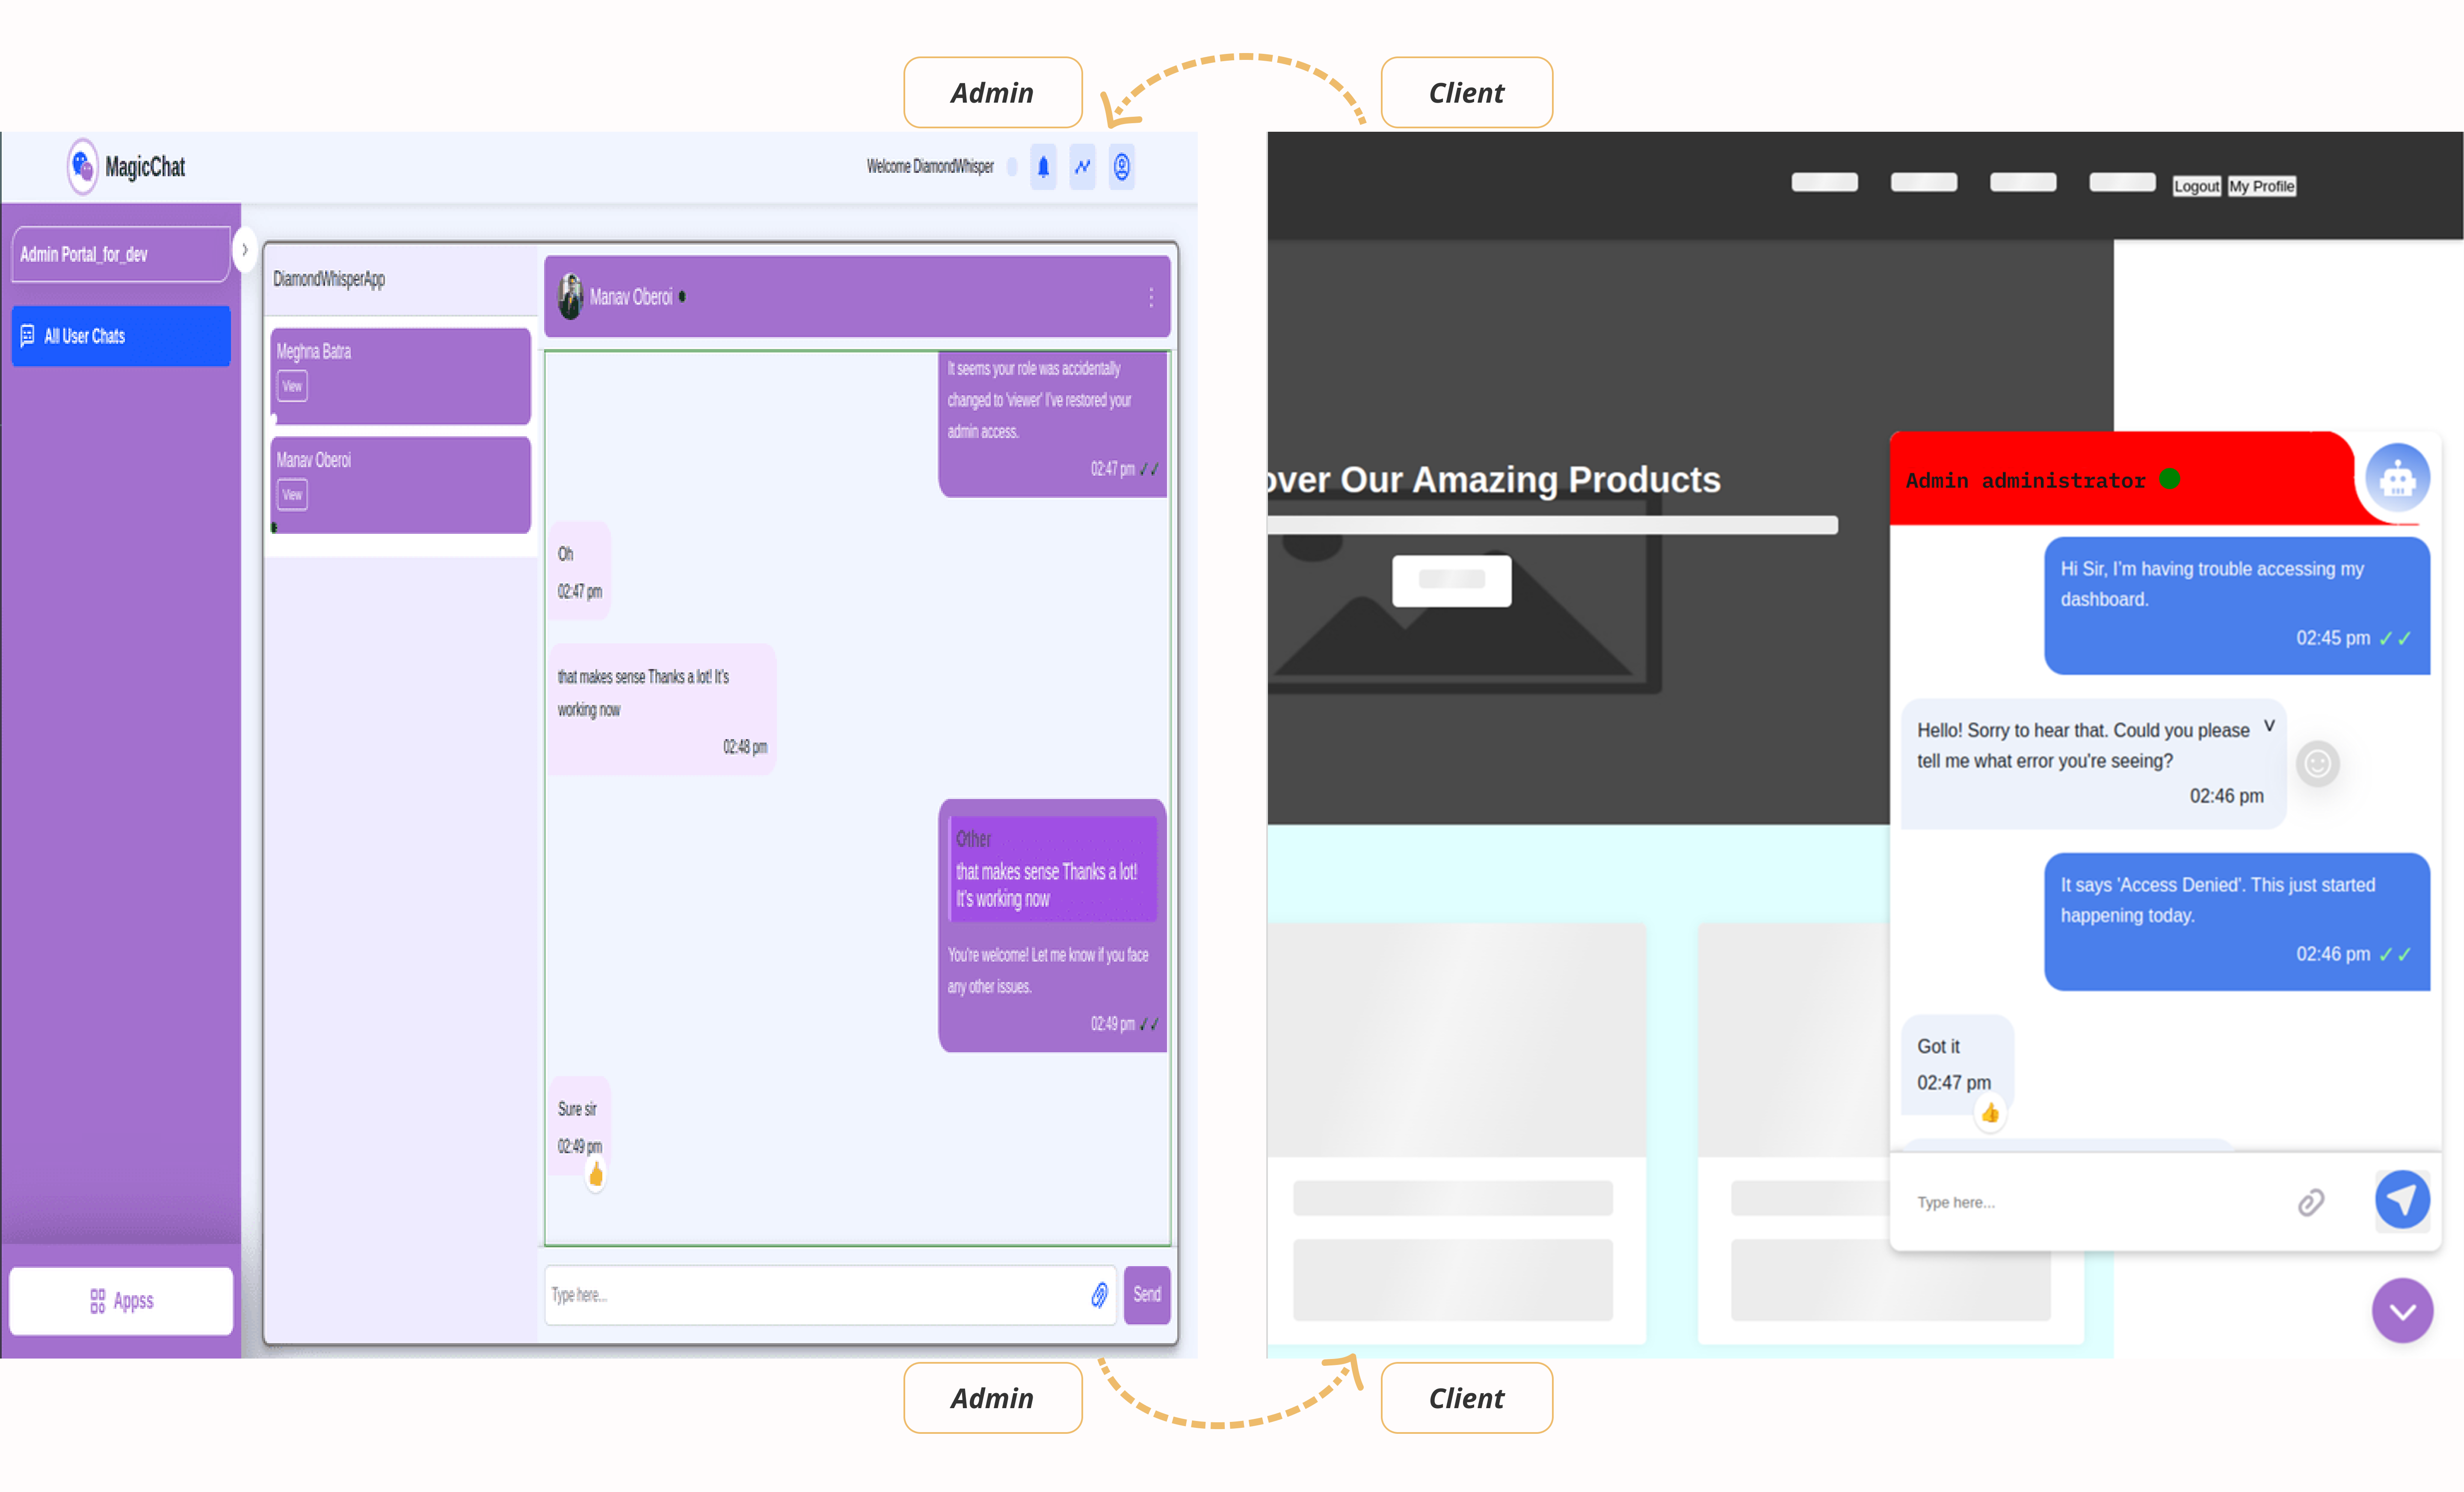 Admin
Client
MagicChat
Welcome DiamondWhisper
Admin Portal_for_dev
All User Chats
Appss
DiamondWhisperApp
Meghna Batra
View
Manav Oberoi
View
Manav Oberoi
It seems your role was accidentally
changed to 'viewer' I've restored your
admin access.
02:47 pm ✓✓
Oh
02:47 pm
that makes sense Thanks a lot! It's
working now
02:48 pm
Other
that makes sense Thanks a lot!
It's working now
You're welcome! Let me know if you face
any other issues.
02:49 pm ✓✓
Sure sir
02:49 pm
Type here...
Send
Logout My Profile
over Our Amazing Products
Admin administrator
Hi Sir, I'm having trouble accessing my
dashboard.
02:45 pm ✓✓
Hello! Sorry to hear that. Could you please
tell me what error you're seeing?
02:46 pm
It says 'Access Denied'. This just started
happening today.
02:46 pm ✓✓
Got it
02:47 pm
Type here...
Admin
Client